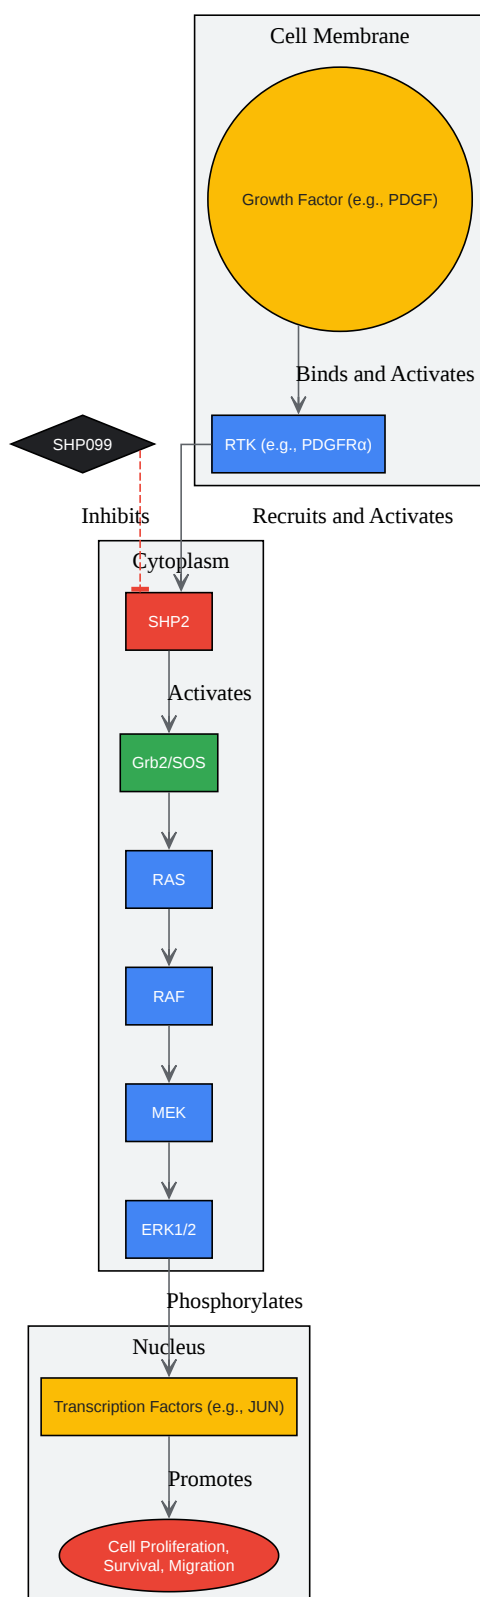 Cell Membrane
Growth Factor (e.g., PDGF)
Binds and Activates
SHP099
RTK (e.g., PDGFRα)
Inhibits
Recruits and Activates
Cytoplasm
SHP2
Activates
Grb2/SOS
RAS
RAF
MEK
ERK1/2
Phosphorylates
Nucleus
Transcription Factors (e.g., JUN)
Promotes
Cell Proliferation,
Survival, Migration